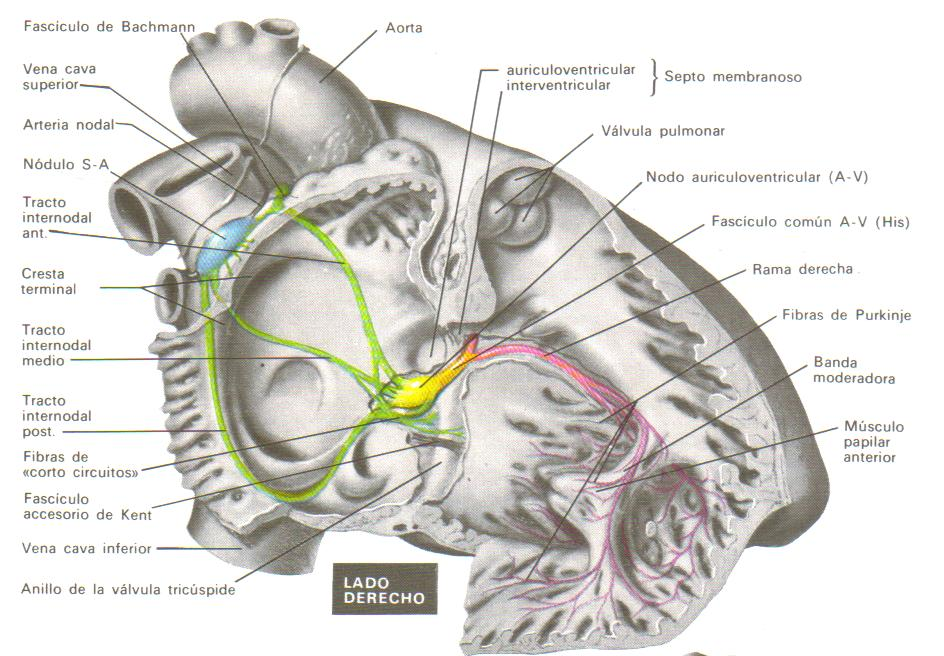 Fascículo de Bachmann
Aorta
Vena cava
superior
Arteria nodal
Nódulo S-A
Tracto
internodal
ant.
Cresta
terminal
Tracto
internodal
medio
Tracto
internodal
post.
Fibras de
«corto circuitos»
Fascículo
accesorio de Kent
Vena cava inferior
Anillo de la válvula tricúspide
LADO
DERECHO
auriculoventricular
interventricular
Septo membranoso
Válvula pulmonar
Nodo auriculoventricular (A-V)
Fascículo común A-V (His)
Rama derecha
Fibras de Purkinje
Banda
moderadora
Músculo
papilar
anterior